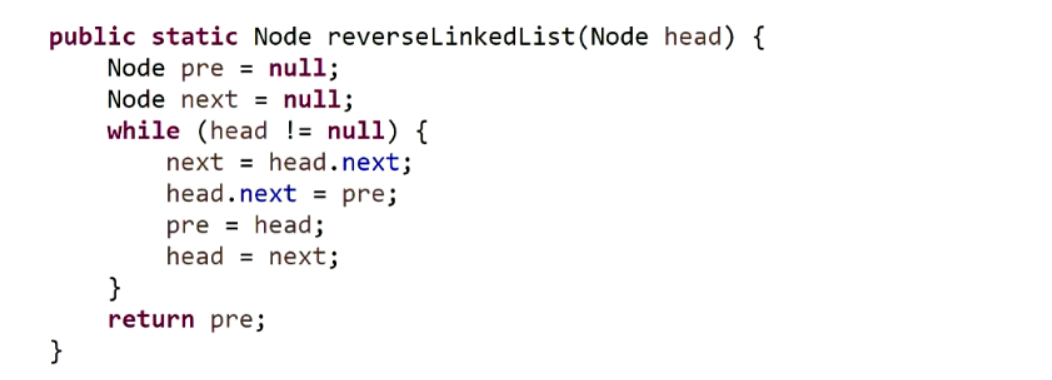 public static Node reverseLinkedList(Node head) {
    Node pre = null;
    Node next = null;
    while (head != null) {
        next = head.next;
        head.next = pre;
        pre = head;
        head = next;
    }
    return pre;
}